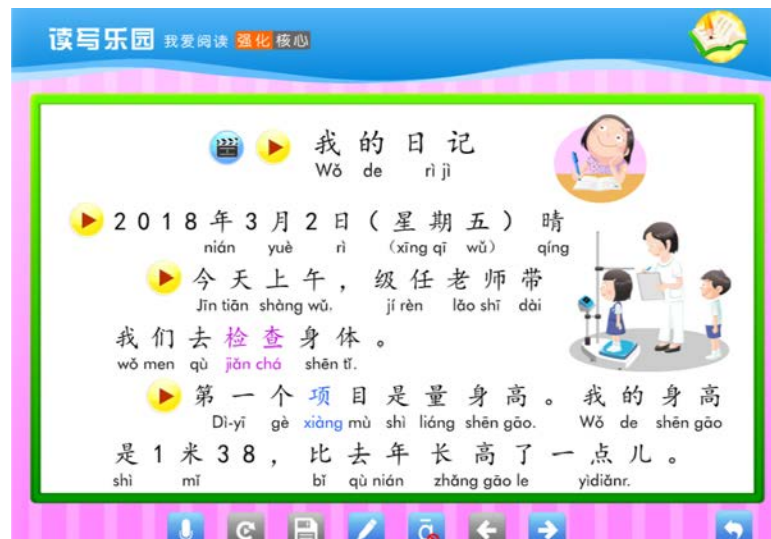 读写乐园 我爱阅读 强化 核心
我的日记
Wǒ de rì jì
2018年3月2日(星期五) 晴
nián yuè rì (xīng qī wǔ) qíng
今天上午，级任老师带
Jīn tiān shàng wǔ, jí rèn lǎo shī dài
我们去检查身体。
wǒ men qù jiǎn chá shēn tǐ.
第一个项目是量身高。我的身高
Dì-yī gè xiàng mù shì liáng shēn gāo. Wǒ de shēn gāo
是1米38，比去年长高了一点儿。
shì mǐ bǐ qù nián zhǎng gāo le yìdiǎnr.
ā